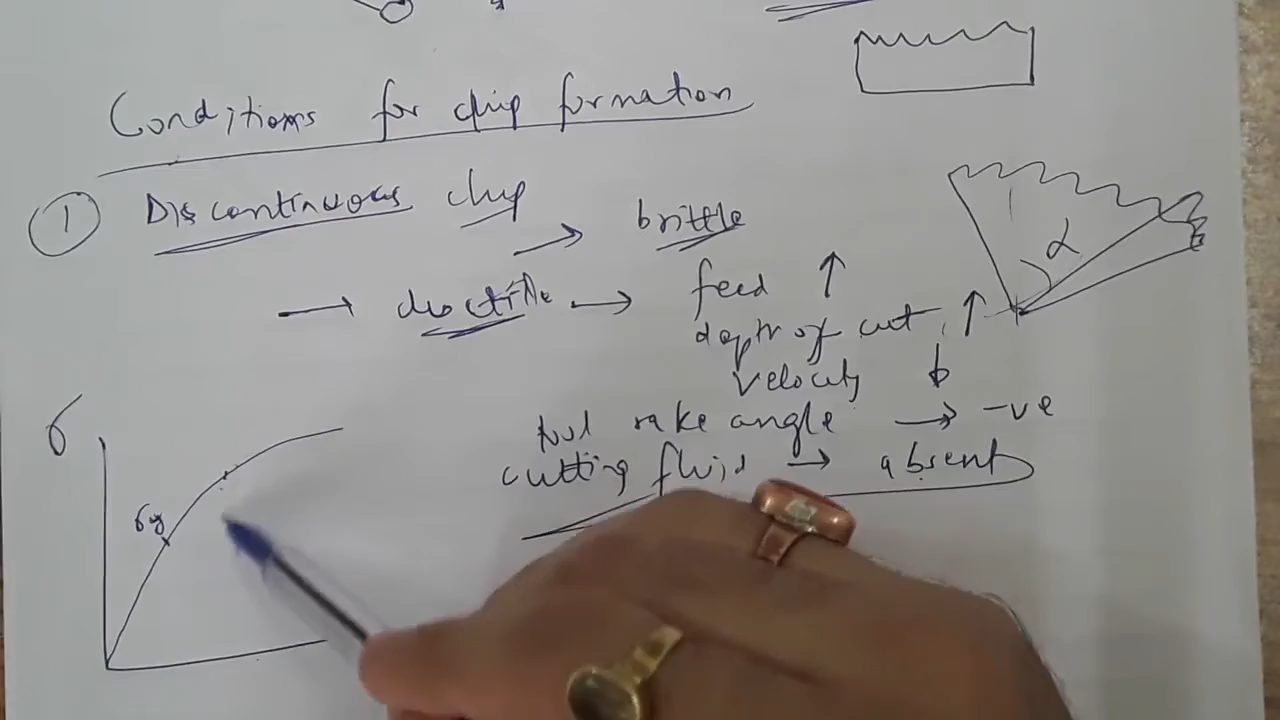 Conditions for chip formation
① Discontinuous chip
→ brittle
→ ductile → feed ↑
depth of cut ↑
velocity ↓
tool rake angle → -ve
cutting fluid → absent
α
σ
σy